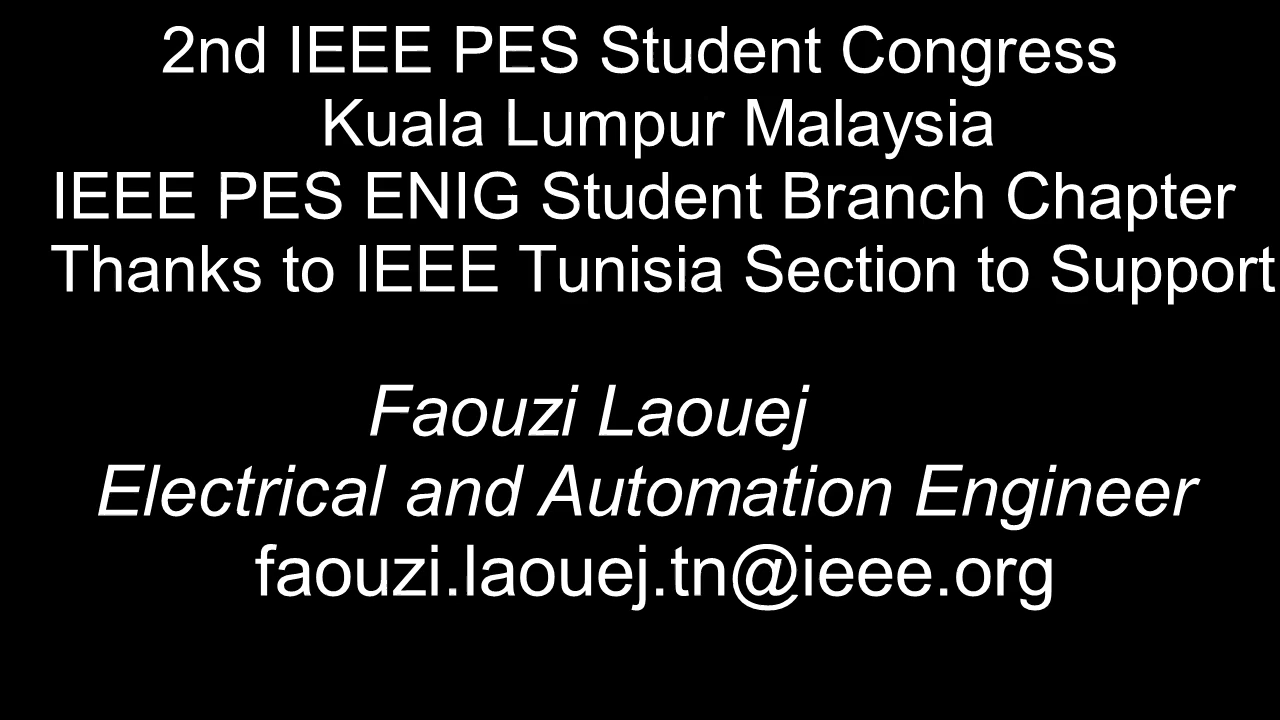 2nd IEEE PES Student Congress
Kuala Lumpur Malaysia
IEEE PES ENIG Student Branch Chapter
Thanks to IEEE Tunisia Section to Support
Faouzi Laouej
Electrical and Automation Engineer
faouzi.laouej.tn@ieee.org